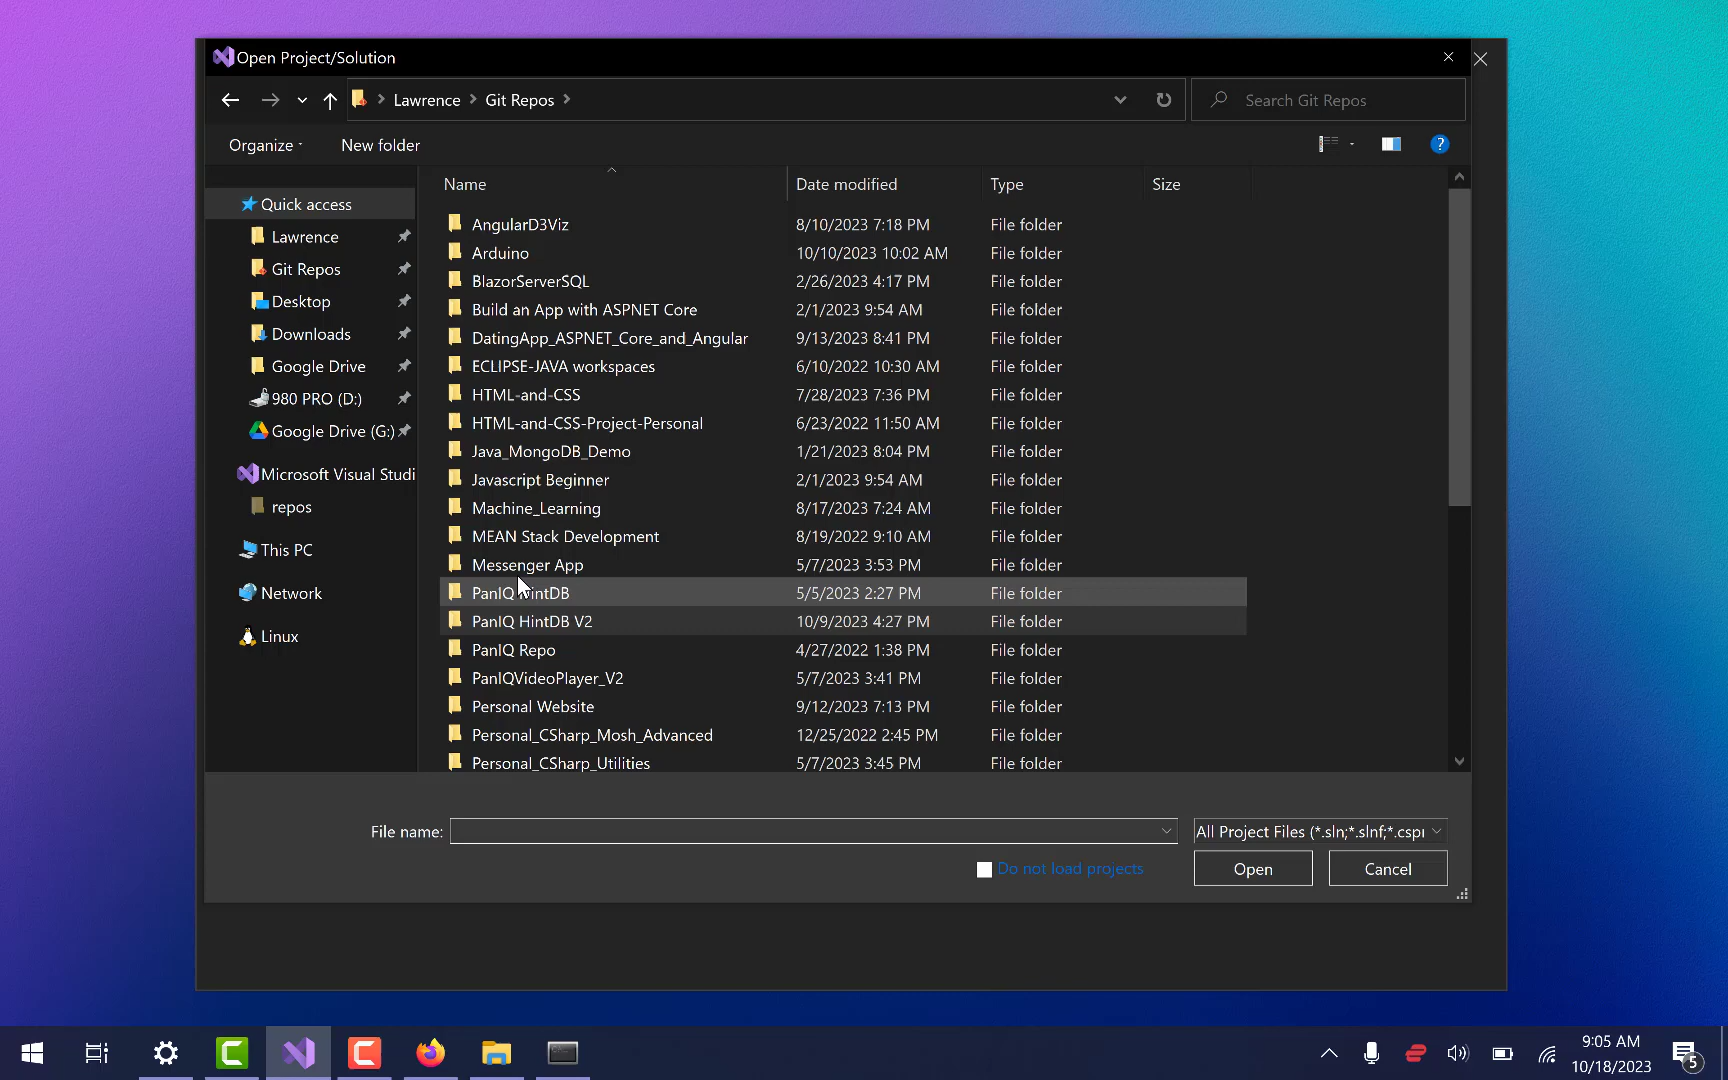 Open Project/Solution
Lawrence Git Repos
Search Git Repos
Organize New folder
Name Date modified Type Size
Quick access
Lawrence
Git Repos
Desktop
Downloads
Google Drive
980 PRO (D:)
Google Drive (G:)
Microsoft Visual Studi
repos
This PC
Network
Linux
AngularD3Viz 8/10/2023 7:18 PM File folder
Arduino 10/10/2023 10:02 AM File folder
BlazorServerSQL 2/26/2023 4:17 PM File folder
Build an App with ASPNET Core 2/1/2023 9:54 AM File folder
DatingApp_ASPNET_Core_and_Angular 9/13/2023 8:41 PM File folder
ECLIPSE-JAVA workspaces 6/10/2022 10:30 AM File folder
HTML-and-CSS 7/28/2023 7:36 PM File folder
HTML-and-CSS-Project-Personal 6/23/2022 11:50 AM File folder
Java_MongoDB_Demo 1/21/2023 8:04 PM File folder
Javascript Beginner 2/1/2023 9:54 AM File folder
Machine_Learning 8/17/2023 7:24 AM File folder
MEAN Stack Development 8/19/2022 9:10 AM File folder
Messenger App 5/7/2023 3:53 PM File folder
PanIQ HintDB 5/5/2023 2:27 PM File folder
PanIQ HintDB V2 10/9/2023 4:27 PM File folder
PanIQ Repo 4/27/2022 1:38 PM File folder
PanIQVideoPlayer_V2 5/7/2023 3:41 PM File folder
Personal Website 9/12/2023 7:13 PM File folder
Personal_CSharp_Mosh_Advanced 12/25/2022 2:45 PM File folder
Personal_CSharp_Utilities 5/7/2023 3:45 PM File folder
File name:
All Project Files (*.sln;*.slnf;*.cspr
Do not load projects
Open Cancel
9:05 AM
10/18/2023
5